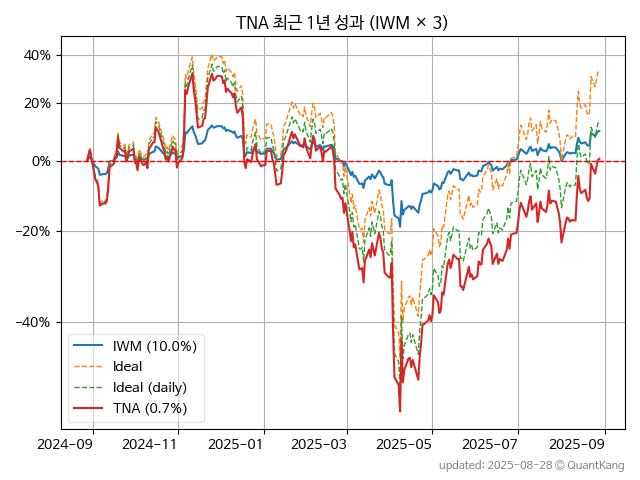 TNA 최근 1년 성과 (IWM × 3)
40%
20%
0%
−20%
−40%
IWM (10.0%)
Ideal
Ideal (daily)
TNA (0.7%)
2024-09 2024-11 2025-01 2025-03 2025-05 2025-07 2025-09
updated: 2025-08-28 © QuantKang